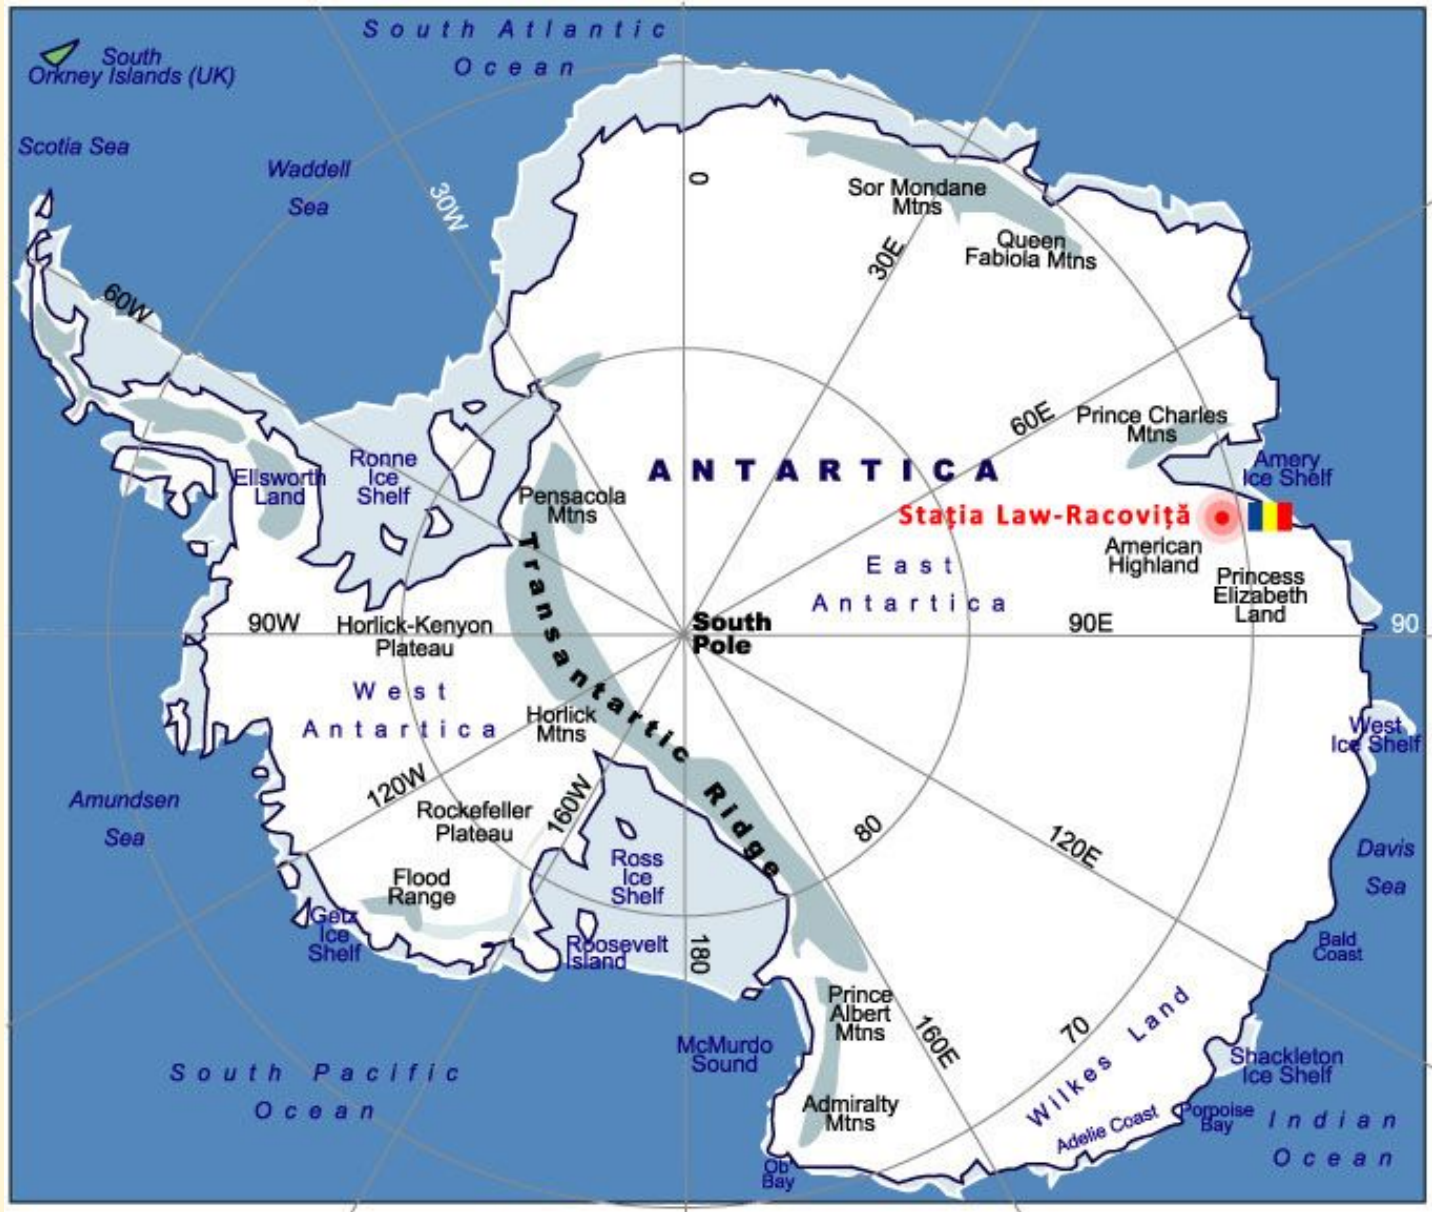 South Atlantic
Ocean
South
Orkney Islands (UK)
Scotia Sea
Waddell
Sea
30W
0
Sor Mondane
Mtns
Queen
Fabiola Mtns
30E
60W
60E
Prince Charles
Mtns
Amery
Ice Shelf
Ellsworth
Land
Ronne
Ice
Shelf
Pensacola
Mtns
ANTARTICA
Stația Law-Racoviță
American
Highland
Princess
Elizabeth
Land
East
Antartica
90W
Horlick-Kenyon
Plateau
South
Pole
90E
90
Transantartic Ridge
West
Antartica
Horlick
Mtns
West
Ice Shelf
Amundsen
Sea
120W
Rockefeller
Plateau
160W
80
120E
Davis
Sea
Flood
Range
Ross
Ice
Shelf
Getz
Ice
Shelf
Roosevelt
Island
180
Bald
Coast
Prince
Albert
Mtns
160E
70
Wilkes Land
McMurdo
Sound
Shackleton
Ice Shelf
South Pacific
Ocean
Admiralty
Mtns
Adelie Coast
Porpoise
Bay
Indian
Ocean
Ob'
Bay